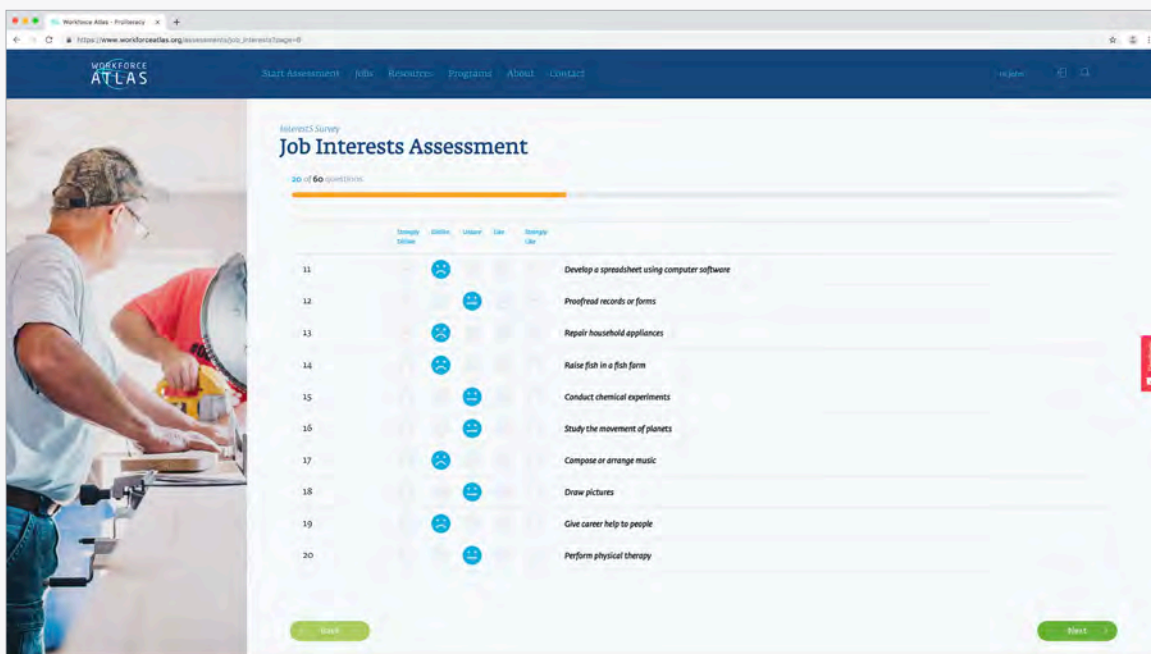 Workforce Atlas - ProLiteracy
https://www.workforceatlas.org/assessments/job_interests?page=6
WORKFORCE
ATLAS
Start Assessment Jobs Resources Programs About Contact
Interests Survey
Job Interests Assessment
20 of 60 questions
Strongly Dislike Unsure Like Strongly
Dislike Like
11 Develop a spreadsheet using computer software
12 Proofread records or forms
13 Repair household appliances
14 Raise fish in a fish farm
15 Conduct chemical experiments
16 Study the movement of planets
17 Compose or arrange music
18 Draw pictures
19 Give career help to people
20 Perform physical therapy
Back
Next